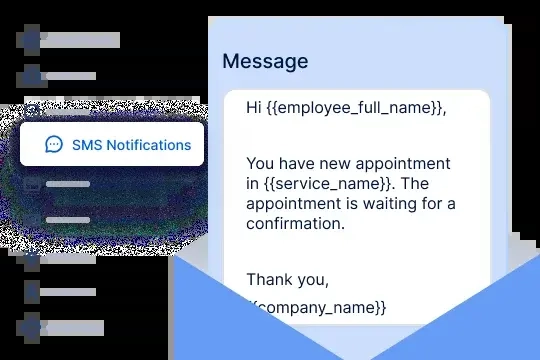 Message
SMS Notifications
Hi {{employee_full_name}},
You have new appointment
in {{service_name}}. The
appointment is waiting for a
confirmation.
Thank you,
{{company_name}}